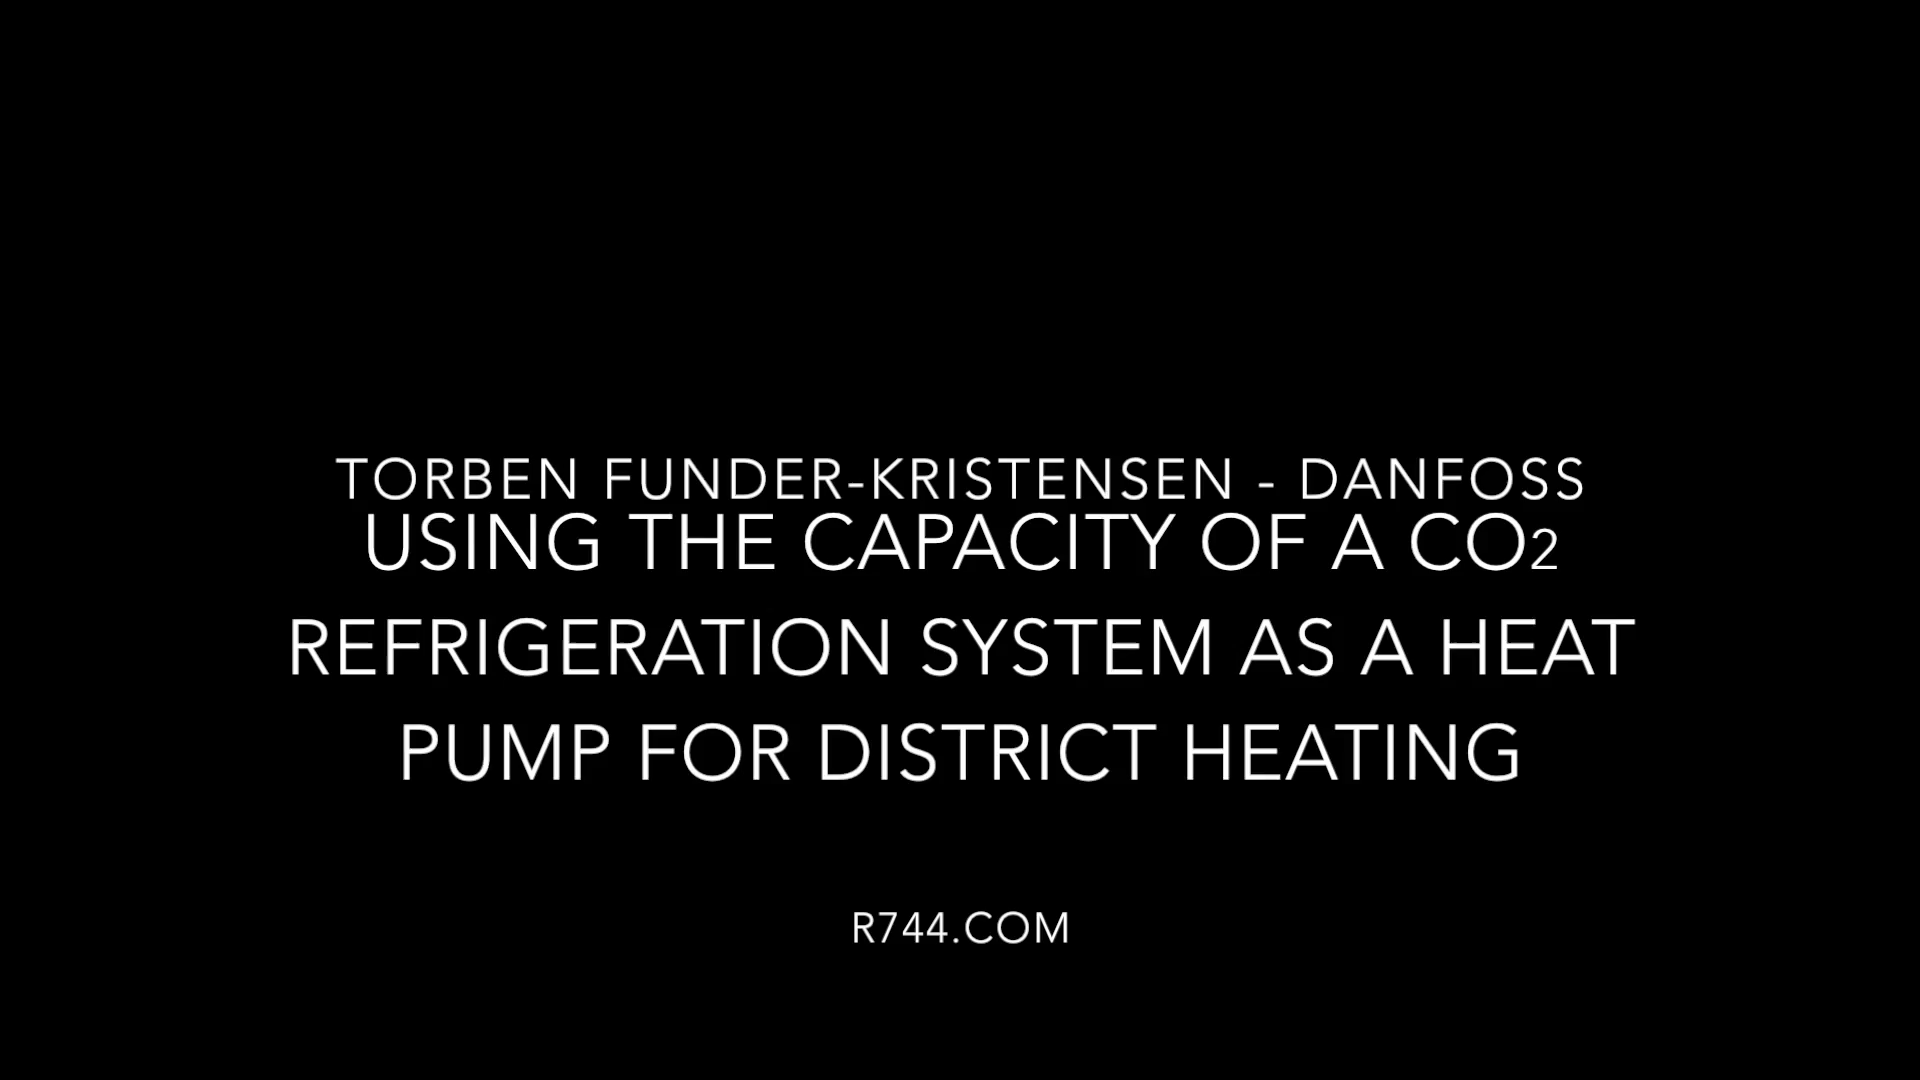 TORBEN FUNDER-KRISTENSEN - DANFOSS
USING THE CAPACITY OF A CO2
REFRIGERATION SYSTEM AS A HEAT
PUMP FOR DISTRICT HEATING
R744.COM